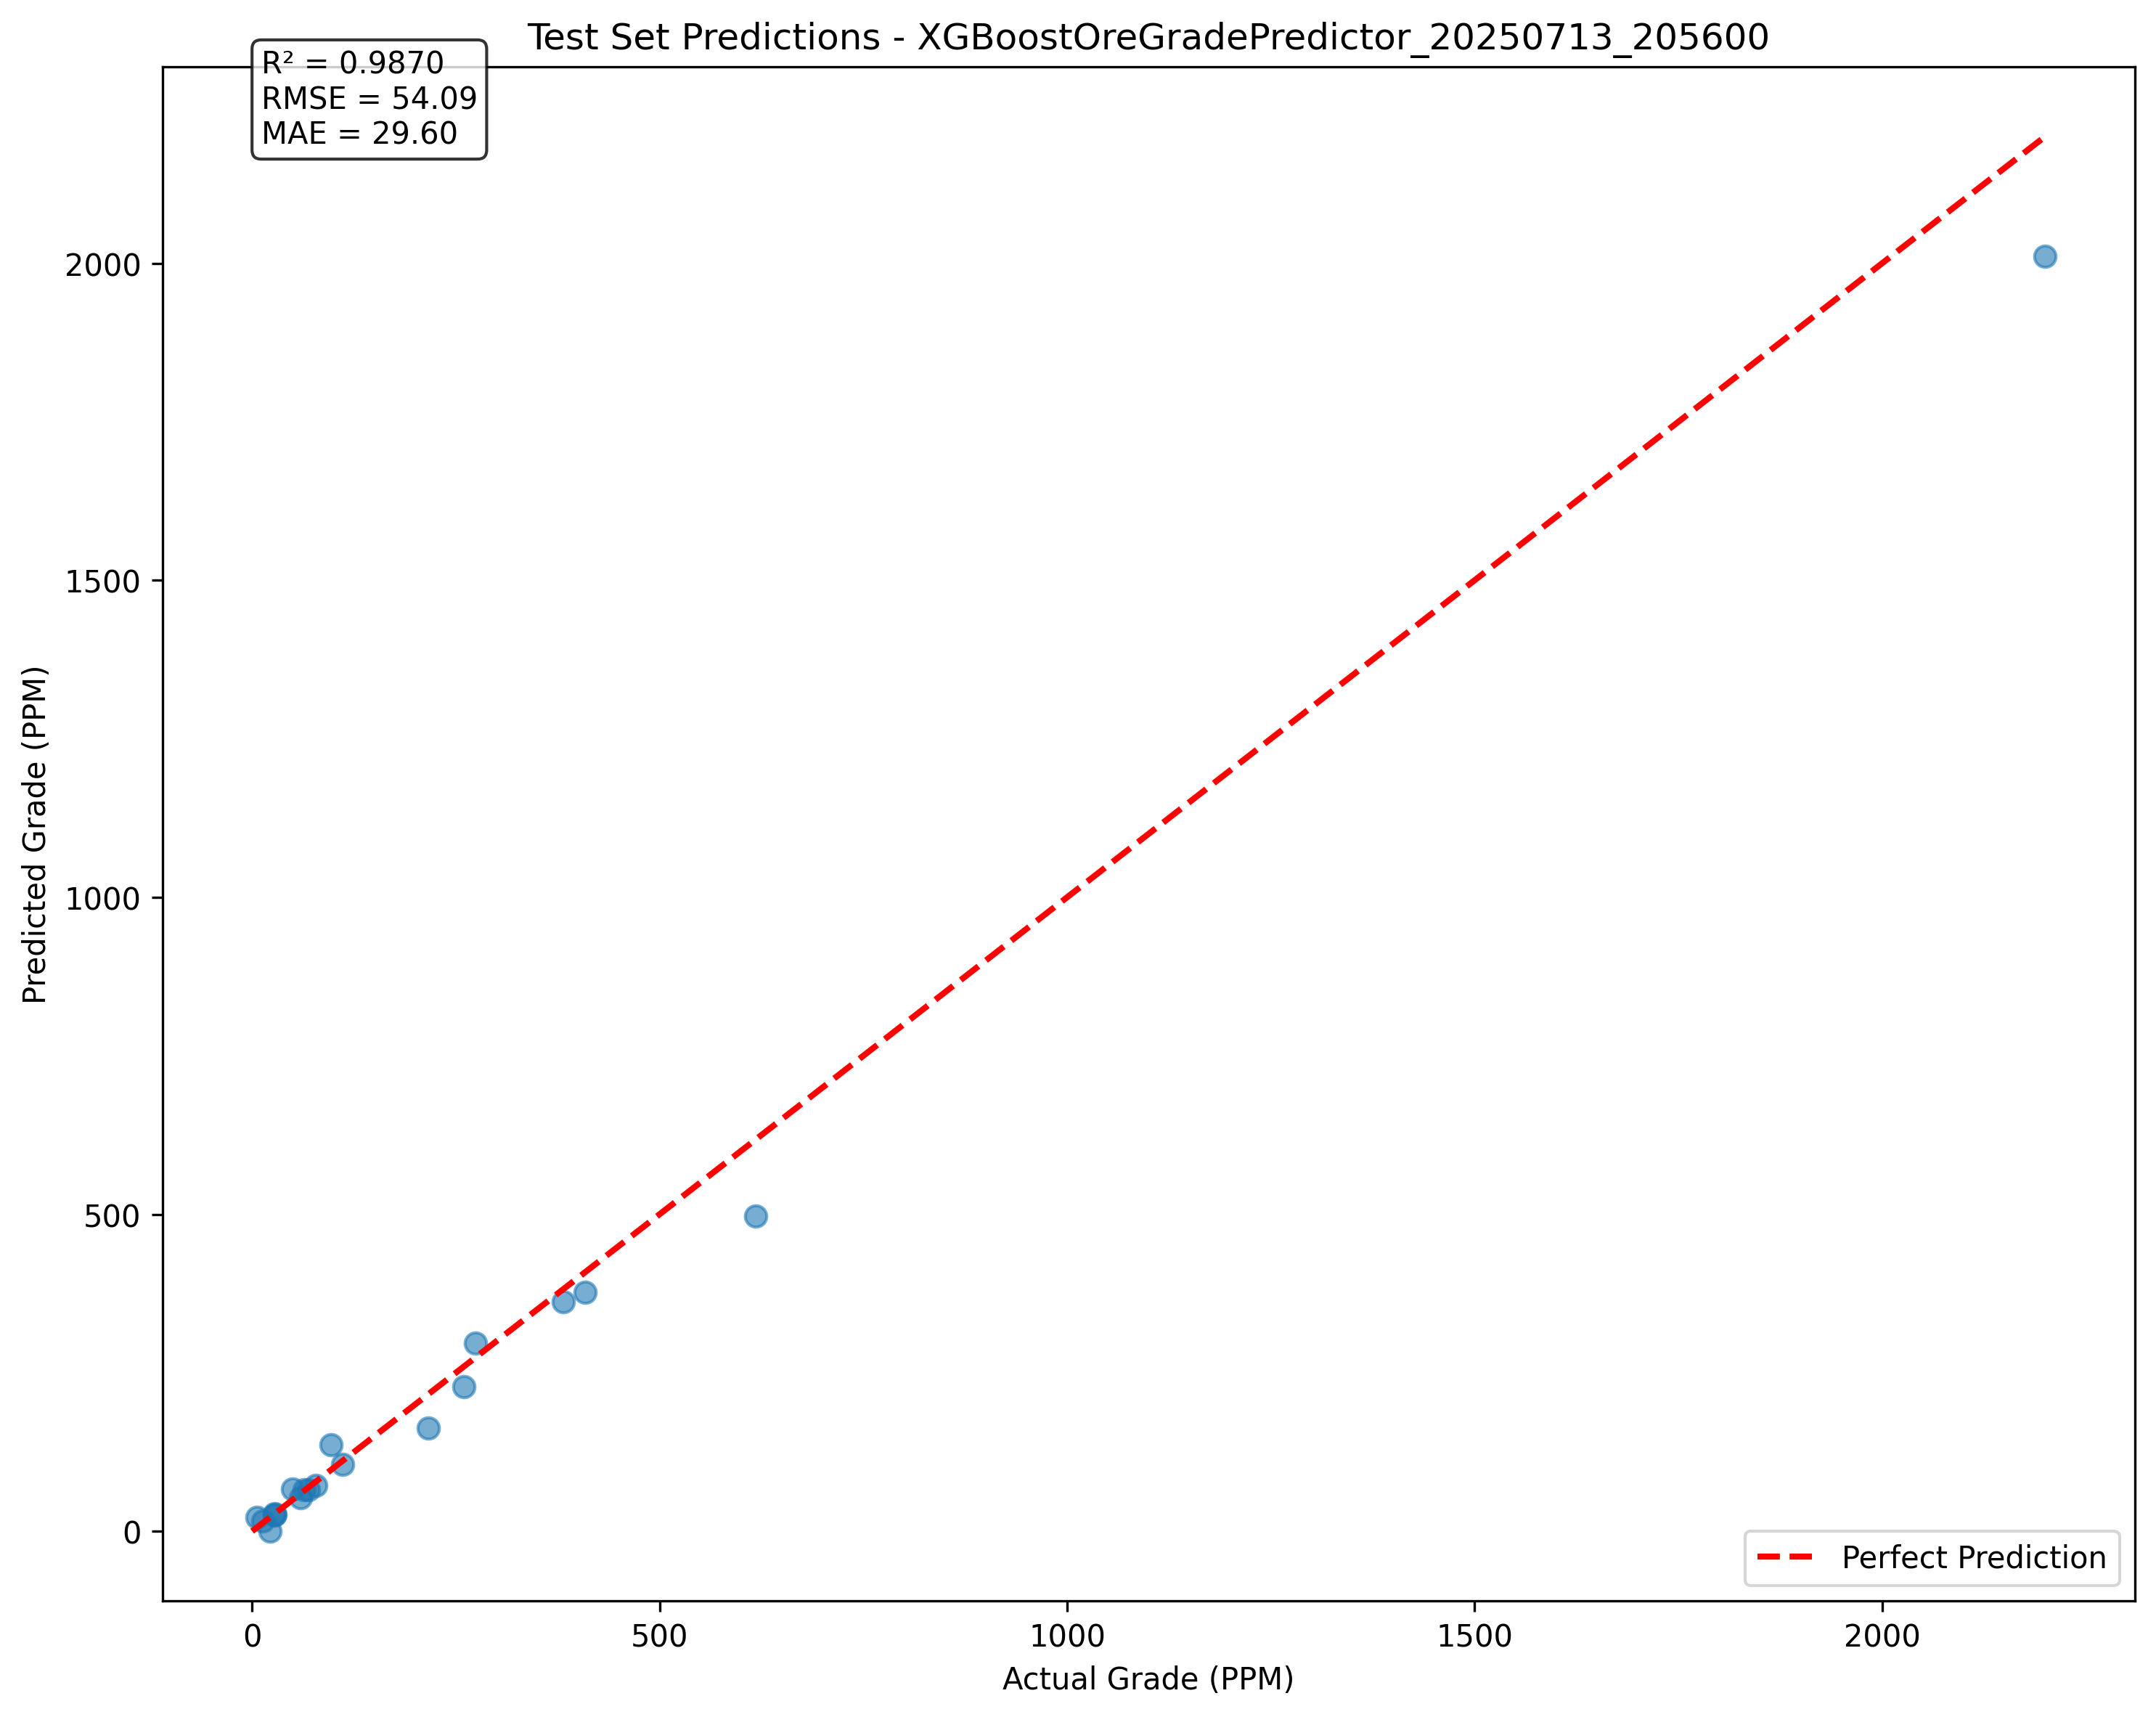 Test Set Predictions - XGBoostOreGradePredictor_20250713_205600
R² = 0.9870
RMSE = 54.09
MAE = 29.60
Predicted Grade (PPM)
2000
1500
1000
500
0
Perfect Prediction
0 500 1000 1500 2000
Actual Grade (PPM)